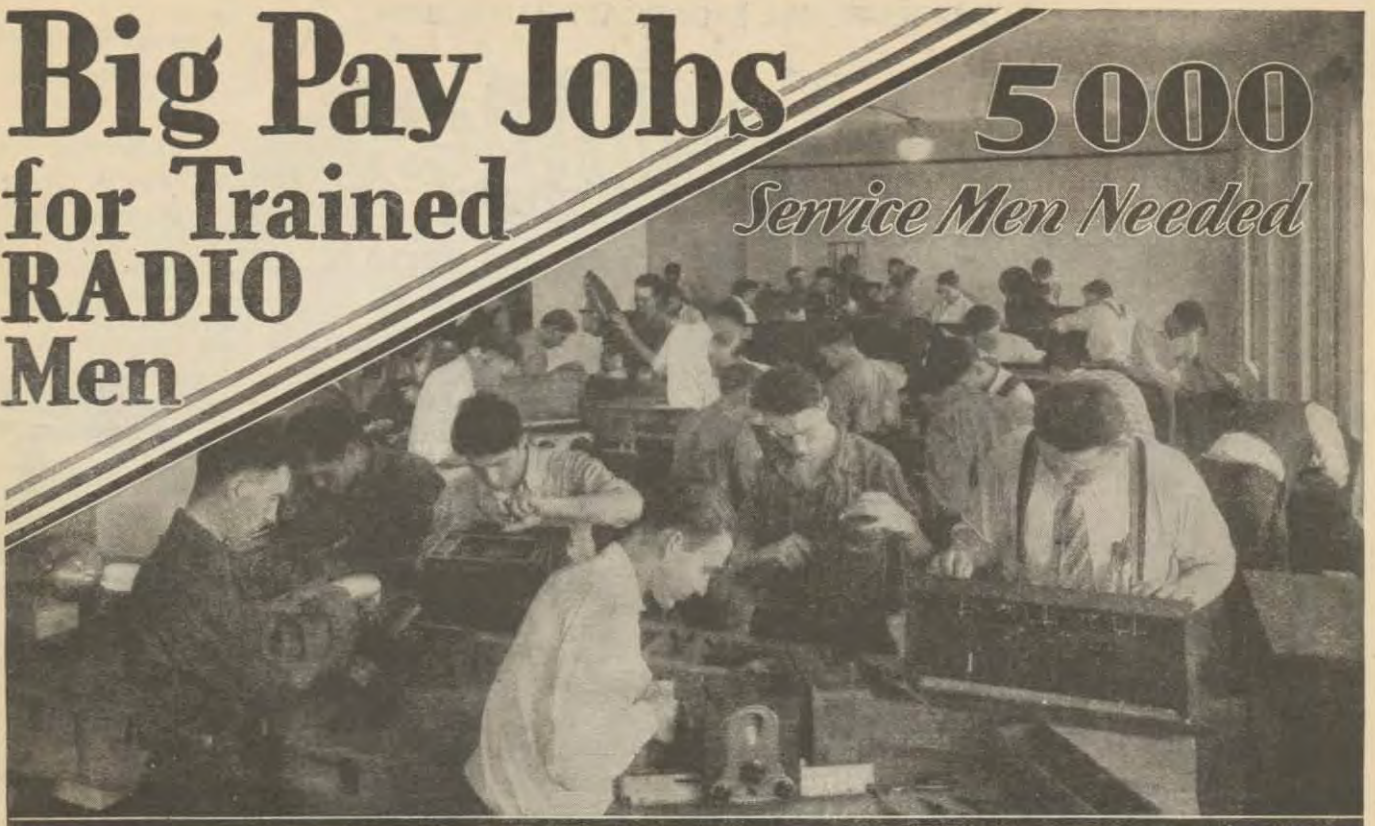 Big Pay Jobs
for Trained
RADIO
Men
5000
Service Men Needed